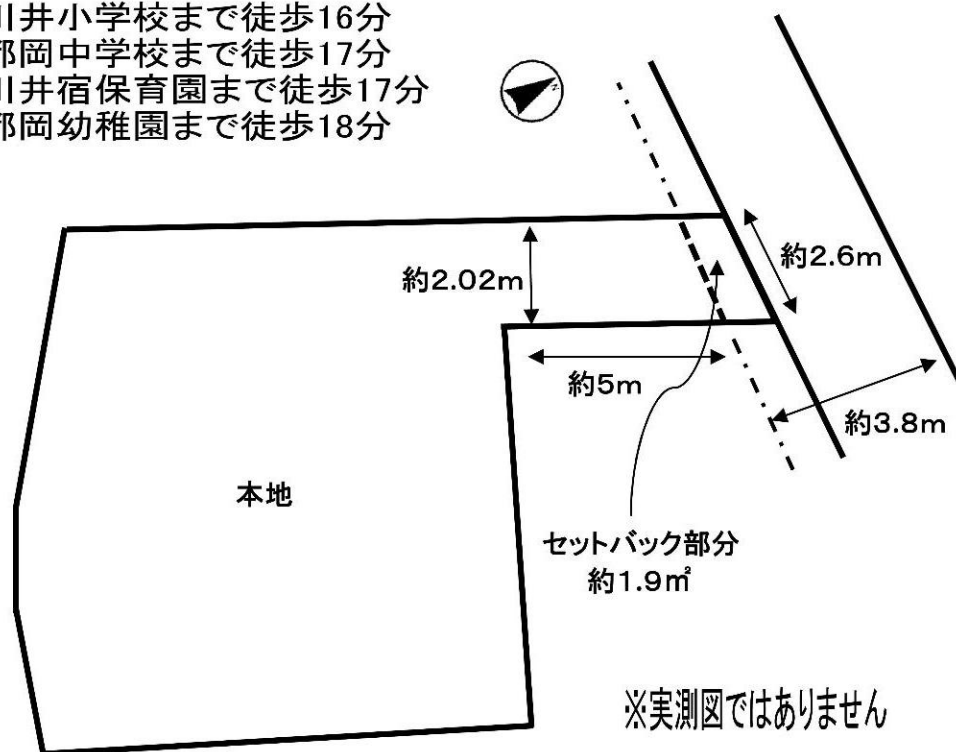 川井小学校まで徒歩16分
都岡中学校まで徒歩17分
川井宿保育園まで徒歩17分
都岡幼稚園まで徒歩18分
約2.02m
約2.6m
約5m
約3.8m
本地
セットバック部分
約1.9㎡
※実測図ではありません